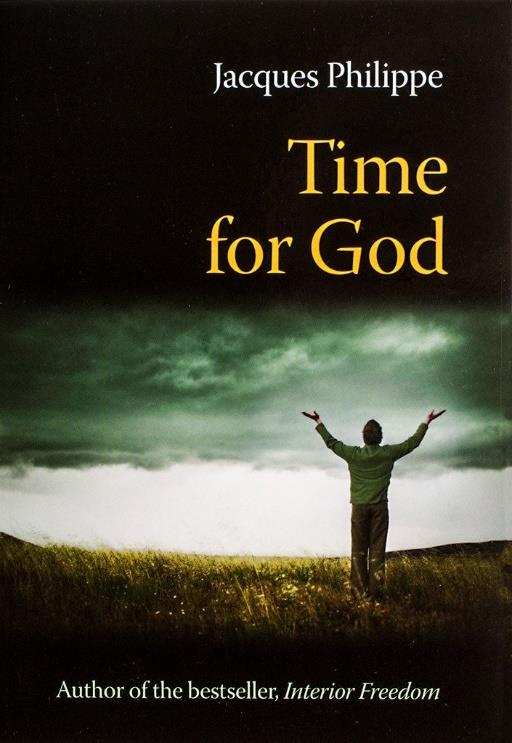 Jacques Philippe
Time
for God
Author of the bestseller, Interior Freedom